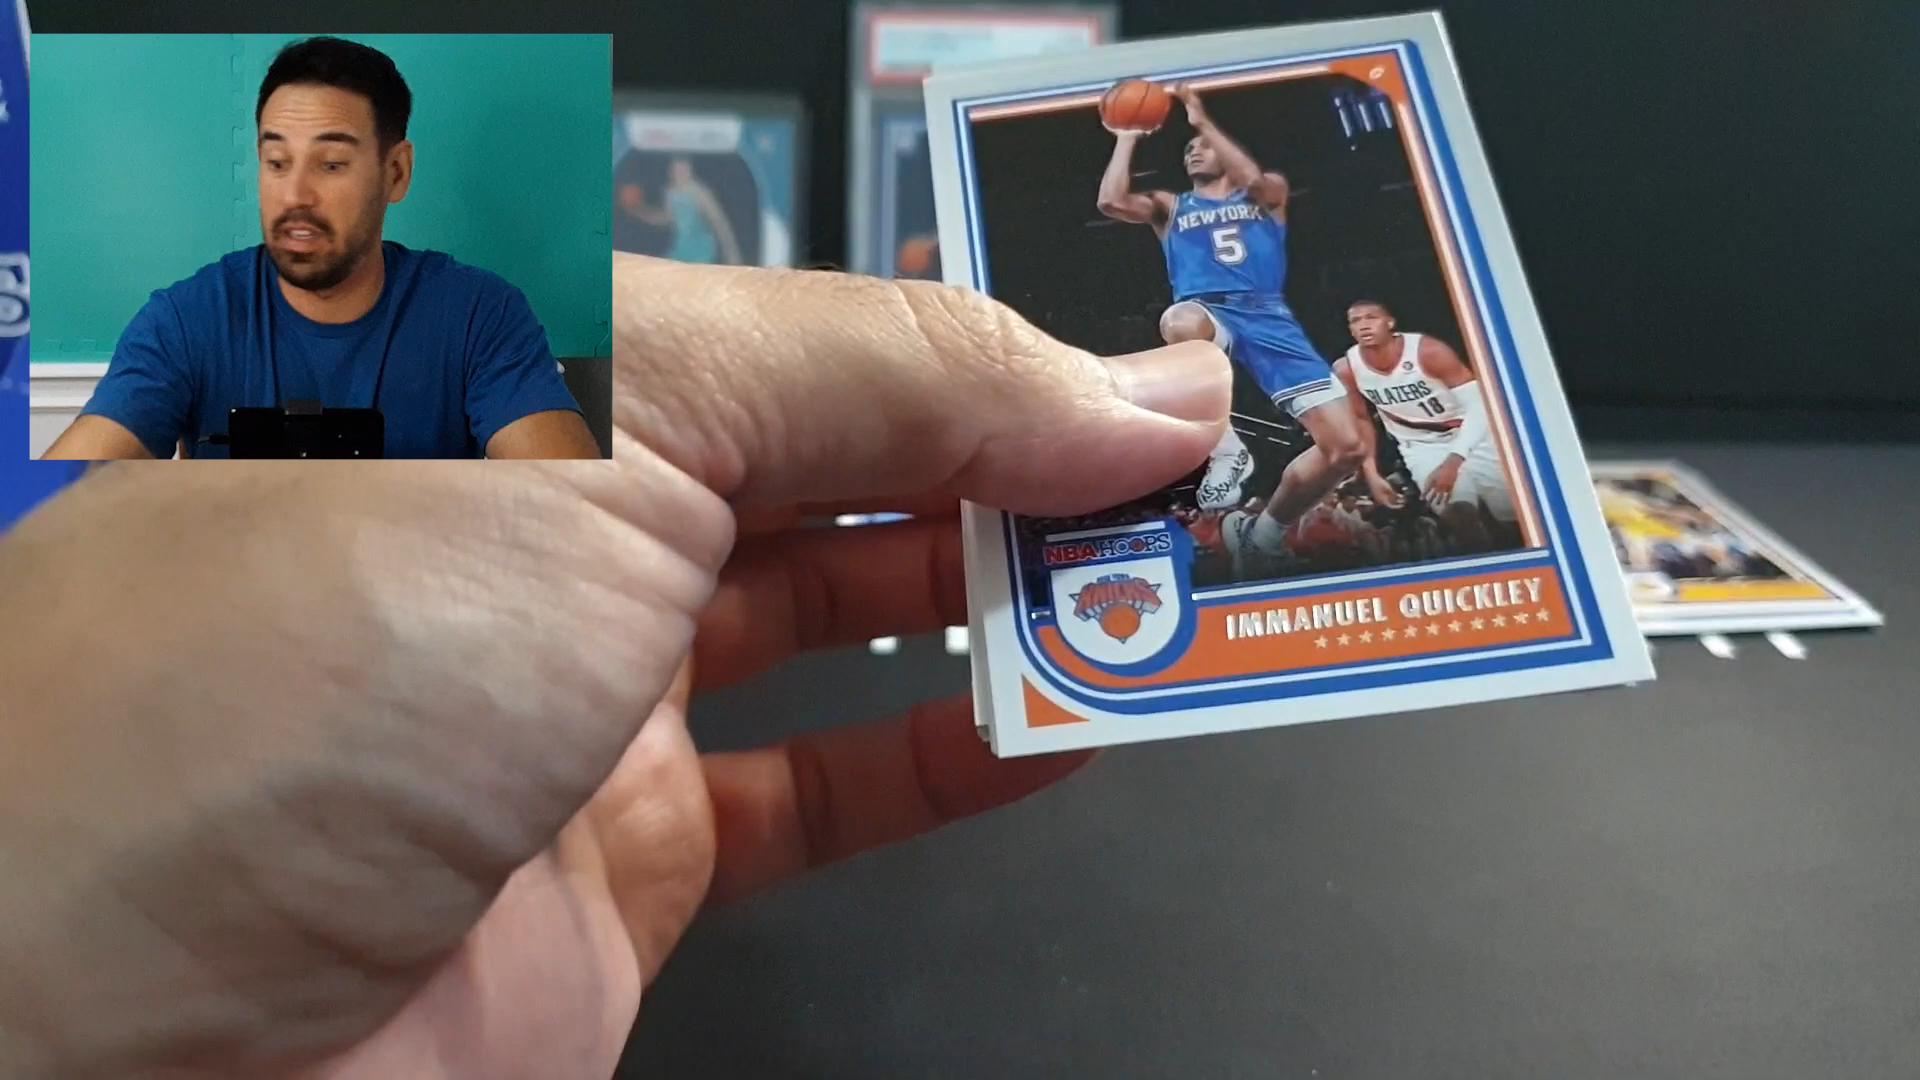 NEW YORK
5
BLAZERS
18
NBA HOOPS
KNICKS
IMMANUEL QUICKLEY